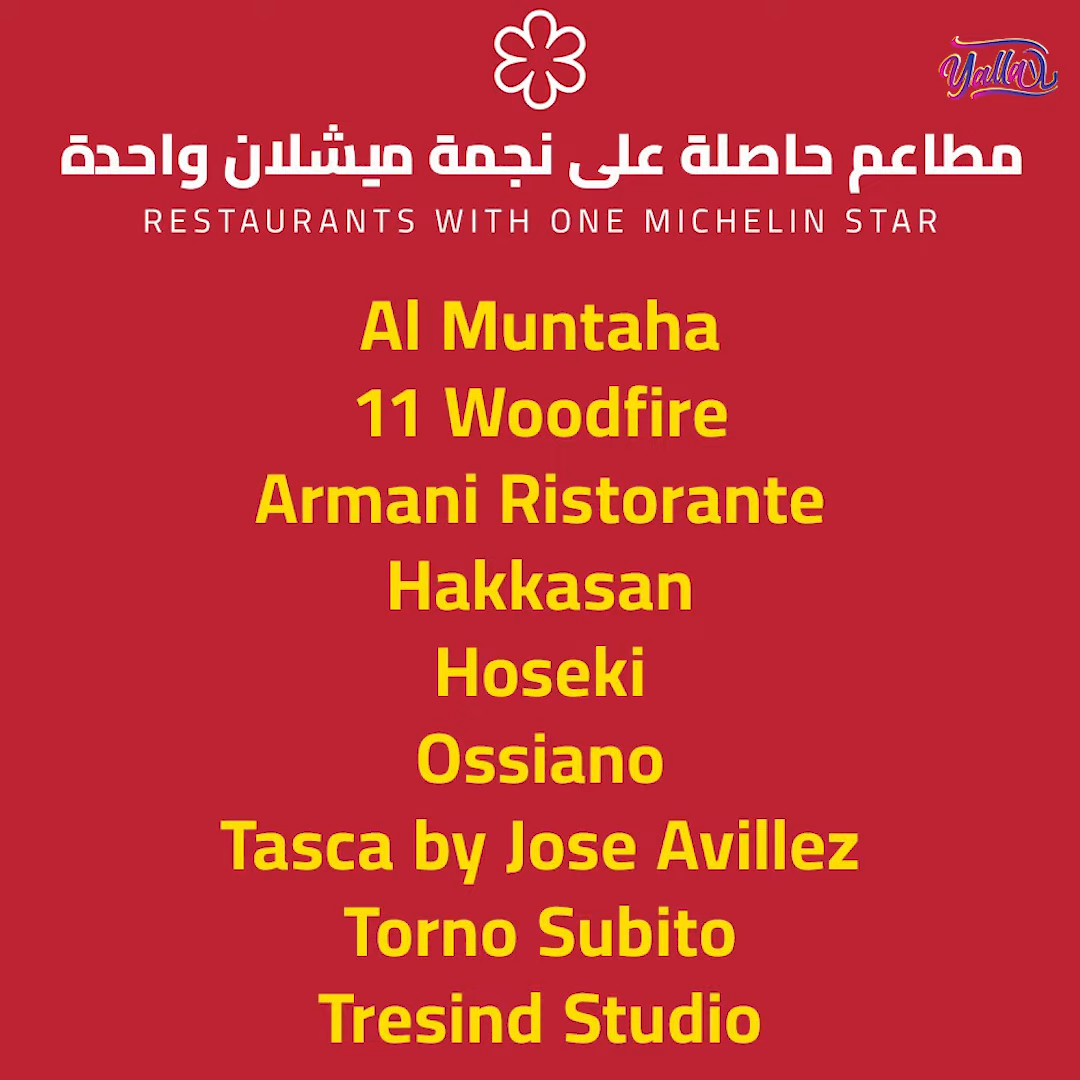 Yalla
مطاعم حاصلة على نجمة ميشلان واحدة
RESTAURANTS WITH ONE MICHELIN STAR
Al Muntaha
11 Woodfire
Armani Ristorante
Hakkasan
Hoseki
Ossiano
Tasca by Jose Avillez
Torno Subito
Tresind Studio